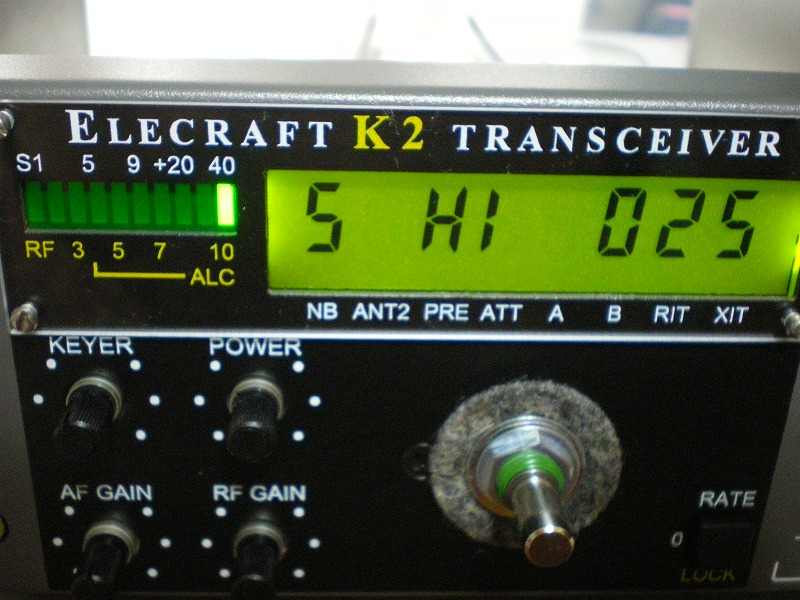 ELECRAFT K2 TRANSCEIVER
S1 5 9 +20 40
5 HI 025
RF 3 5 7 10
ALC
NB ANT2 PRE ATT A B RIT XIT
KEYER POWER
AF GAIN RF GAIN
RATE
0
LOCK